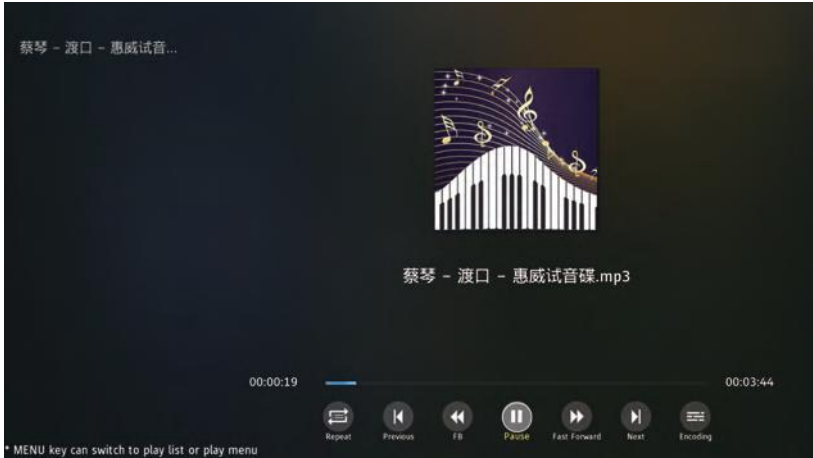 蔡琴 – 渡口 – 惠威试音...
蔡琴 – 渡口 – 惠威试音碟.mp3
00:00:19
00:03:44
Repeat
Previous
FB
Pause
Fast Forward
Next
Encoding
* MENU key can switch to play list or play menu